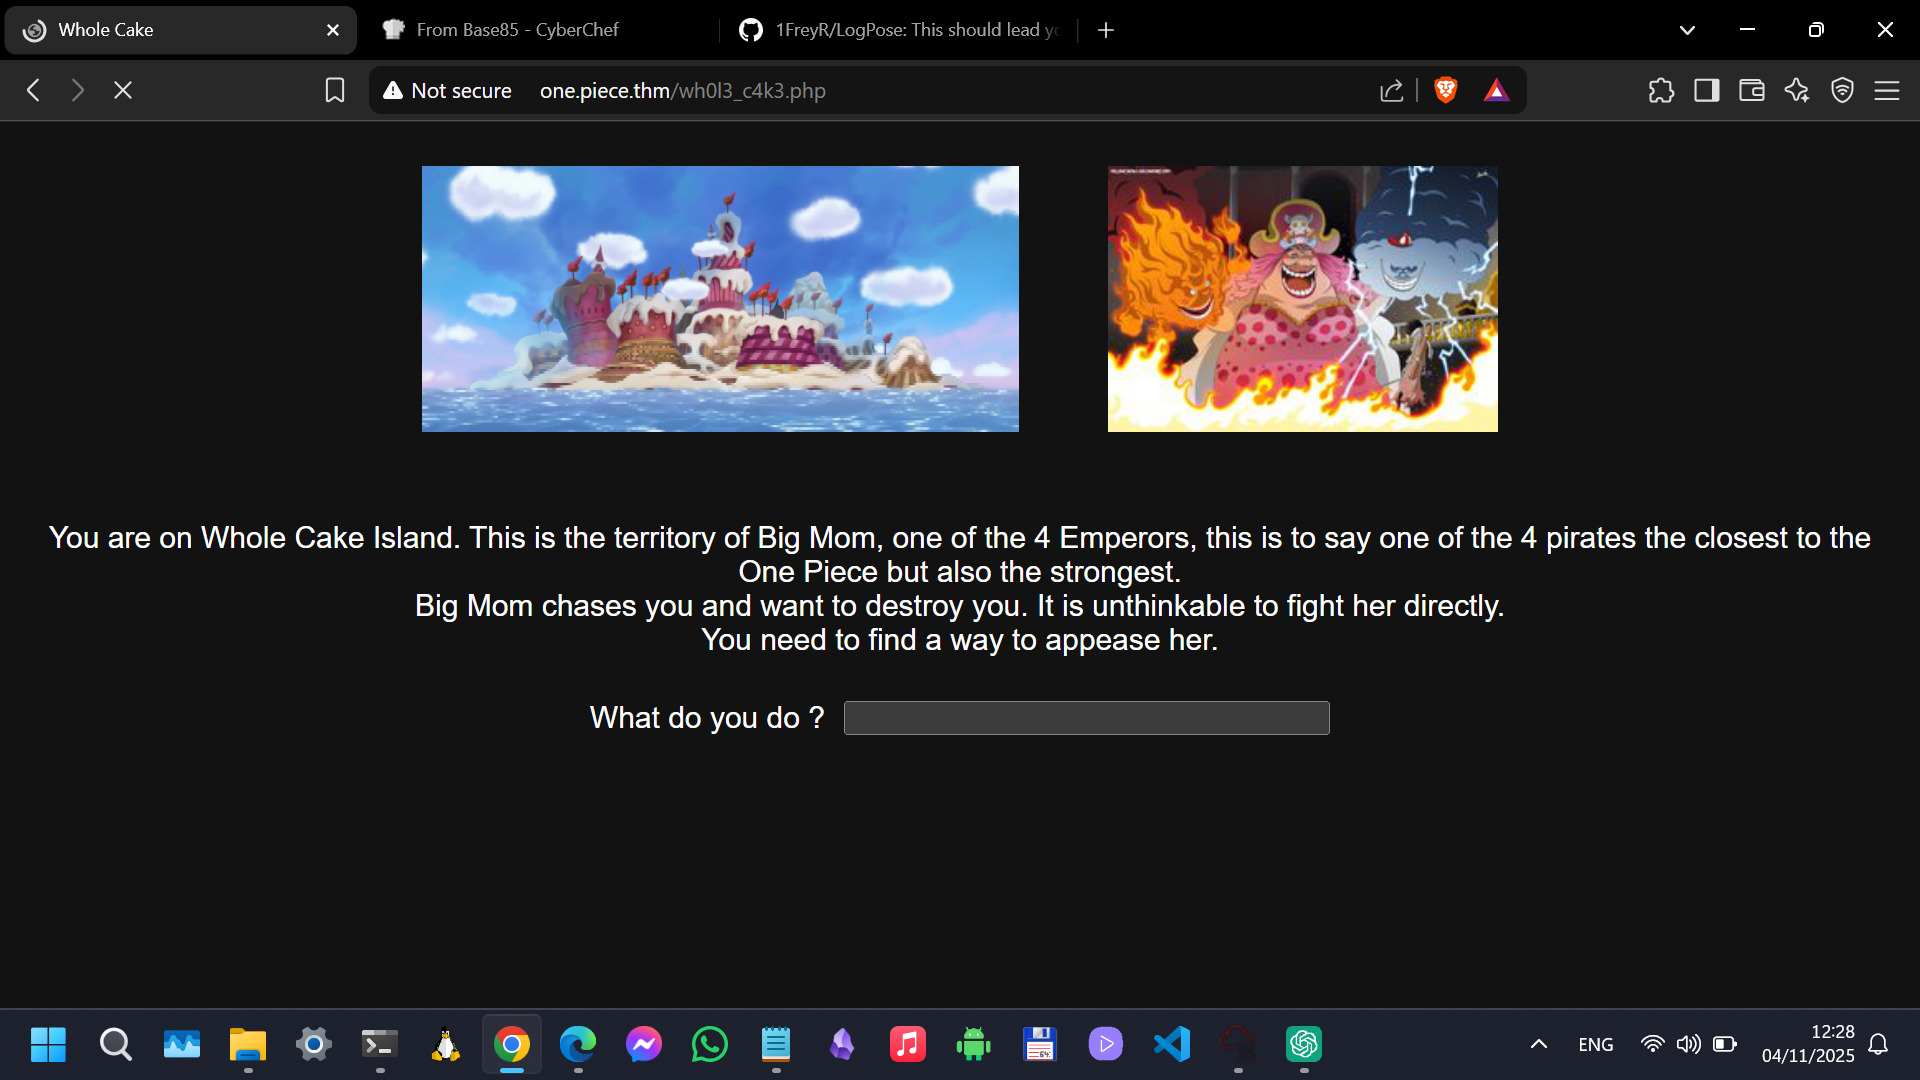 Whole Cake
From Base85 - CyberChef
1FreyR/LogPose: This should lead yo
Not secure
one.piece.thm/wh0l3_c4k3.php
You are on Whole Cake Island. This is the territory of Big Mom, one of the 4 Emperors, this is to say one of the 4 pirates the closest to the
One Piece but also the strongest.
Big Mom chases you and want to destroy you. It is unthinkable to fight her directly.
You need to find a way to appease her.
What do you do ?
64
ENG
12:28
04/11/2025